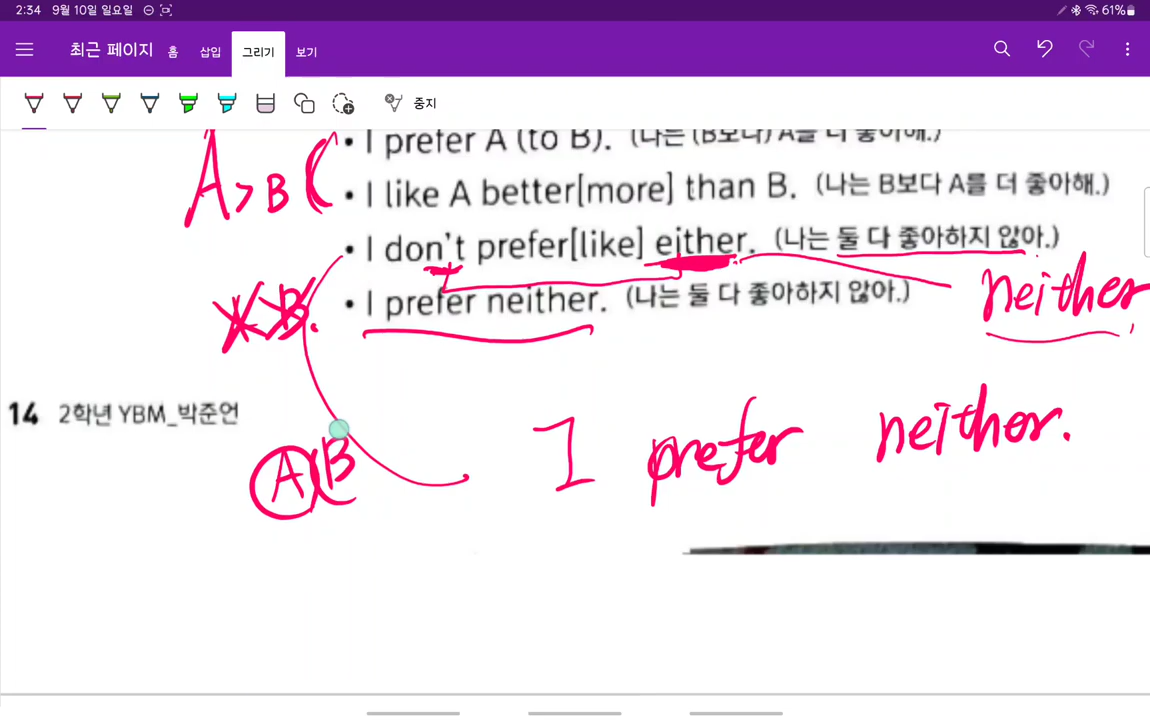 2:34 9월 10일 일요일 61%
최근 페이지 홈 삽입 그리기 보기
중지
• I prefer A (to B). (나는 (B보다) A를 더 좋아해.)
A > B
• I like A better[more] than B. (나는 B보다 A를 더 좋아해.)
• I don't prefer[like] either. (나는 둘 다 좋아하지 않아.)
neither
• I prefer neither. (나는 둘 다 좋아하지 않아.)
B.
14 2학년 YBM_박준언
I prefer neither.
A B